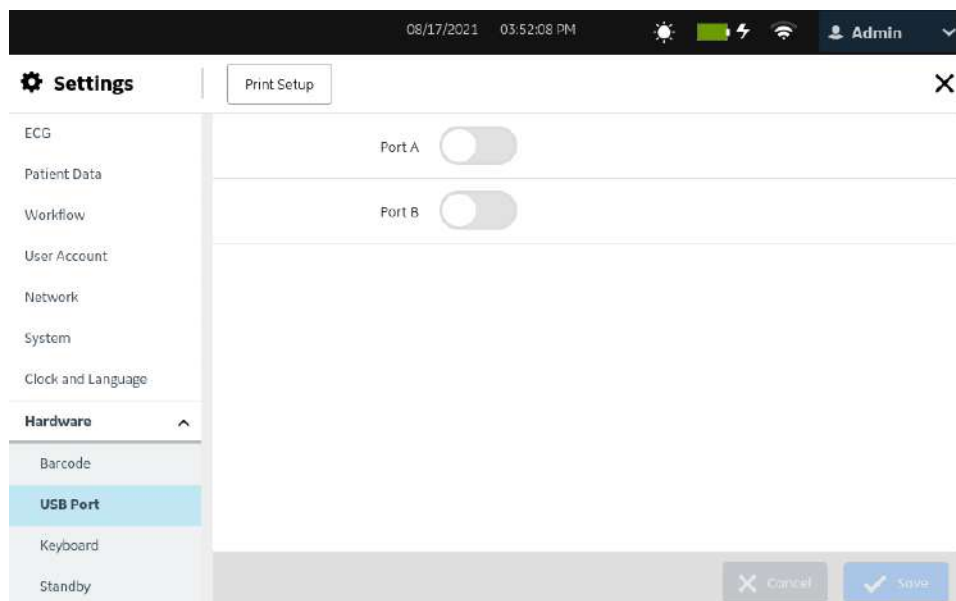 08/17/2021 03:52:08 PM Admin
Settings Print Setup
ECG
Patient Data
Workflow
User Account
Network
System
Clock and Language
Hardware
Barcode
USB Port
Keyboard
Standby
Port A
Port B
Cancel Save